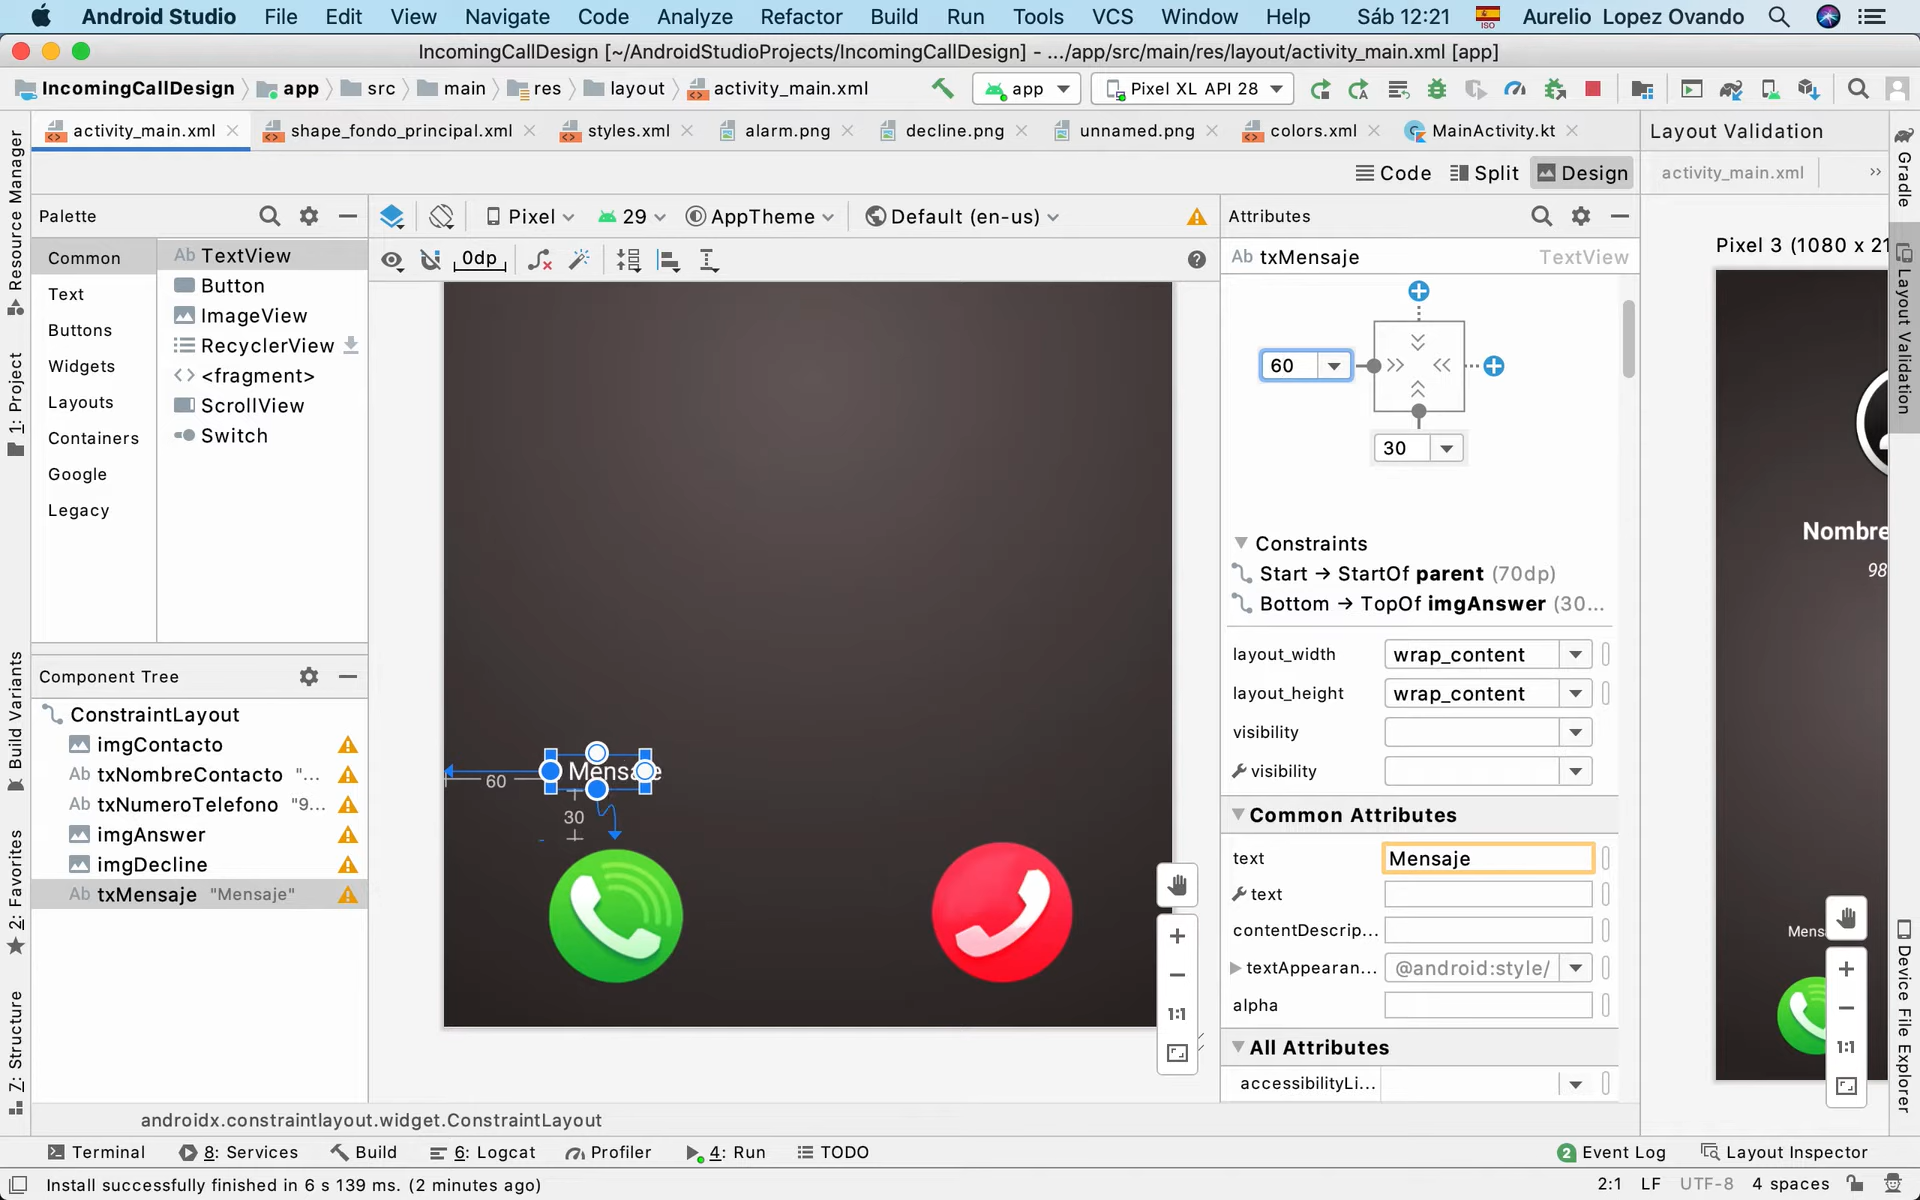 Android Studio File Edit View Navigate Code Analyze Refactor Build Run Tools VCS Window Help Sáb 12:21 ISO Aurelio Lopez Ovando
IncomingCallDesign [~/AndroidStudioProjects/IncomingCallDesign] - .../app/src/main/res/layout/activity_main.xml [app]
IncomingCallDesign app src main res layout activity_main.xml app Pixel XL API 28
activity_main.xml shape_fondo_principal.xml styles.xml alarm.png decline.png unnamed.png colors.xml MainActivity.kt Layout Validation
Code Split Design activity_main.xml »
Palette Pixel 29 AppTheme Default (en-us) Attributes
Common
Text
Buttons
Widgets
Layouts
Containers
Google
Legacy
Ab TextView
Button
ImageView
RecyclerView
<fragment>
ScrollView
Switch
0dp
Ab txMensaje TextView
60
30
Constraints
Start → StartOf parent (70dp)
Bottom → TopOf imgAnswer (30...
layout_width wrap_content
layout_height wrap_content
visibility
visibility
Common Attributes
text Mensaje
text
contentDescrip...
textAppearan... @android:style/
alpha
All Attributes
accessibilityLi...
Component Tree
ConstraintLayout
imgContacto
Ab txNombreContacto "...
Ab txNumeroTelefono "9...
imgAnswer
imgDecline
Ab txMensaje "Mensaje"
60
Mensaje
30
+
−
1:1
Pixel 3 (1080 x 21
Nombre
98
Mens
+
−
1:1
Resource Manager
1: Project
Build Variants
2: Favorites
Z: Structure
Gradle
Layout Validation
Device File Explorer
androidx.constraintlayout.widget.ConstraintLayout
Terminal 8: Services Build 6: Logcat Profiler 4: Run TODO 2 Event Log Layout Inspector
Install successfully finished in 6 s 139 ms. (2 minutes ago) 2:1 LF UTF-8 4 spaces